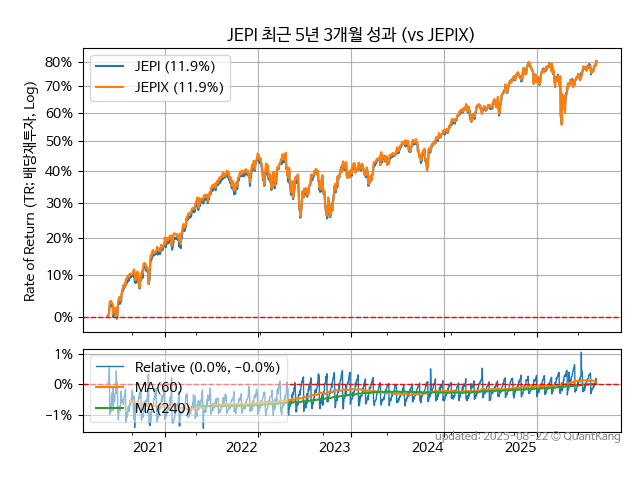 JEPI 최근 5년 3개월 성과 (vs JEPIX)
Rate of Return (TR: 배당재투자, Log)
80%
70%
60%
50%
40%
30%
20%
10%
0%
JEPI (11.9%)
JEPIX (11.9%)
1%
0%
−1%
Relative (0.0%, -0.0%)
MA(60)
MA(240)
2021
2022
2023
2024
2025
updated: 2025-08-22 © QuantKang